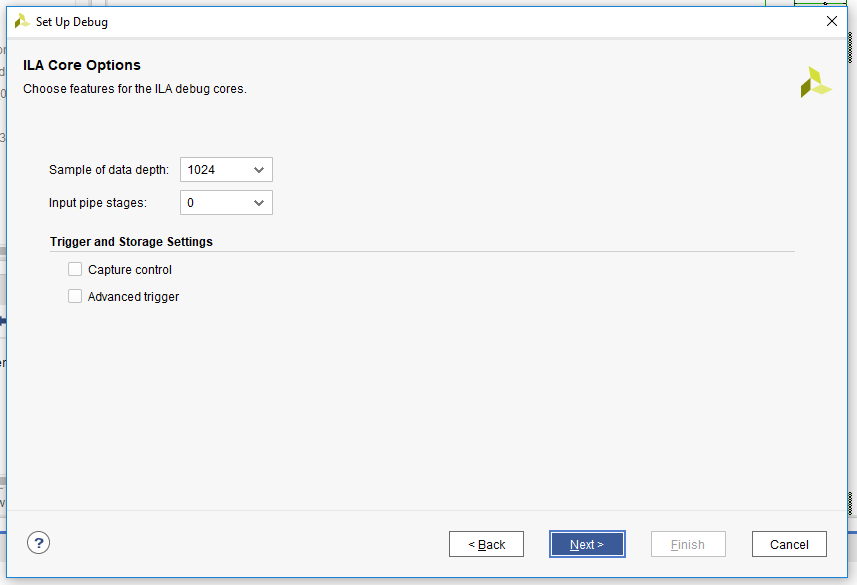 Set Up Debug
ILA Core Options
Choose features for the ILA debug cores.
Sample of data depth: 1024
Input pipe stages: 0
Trigger and Storage Settings
Capture control
Advanced trigger
? < Back Next > Finish Cancel